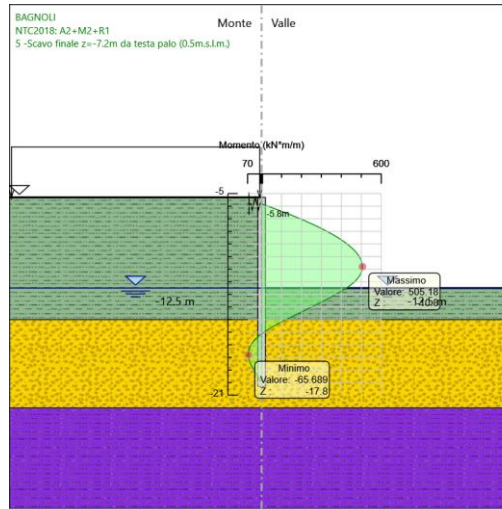 BAGNOLI
NTC2018: A2+M2+R1
5 -Scavo finale z=-7.2m da testa palo (0.5m.s.l.m.)
Monte Valle
Momento (kN*m/m)
70 600
-5
-5.8m
Massimo
Valore: 505.18
Z :
-12.5 m
Minimo
Valore: -65.689
Z : -17.8
-21